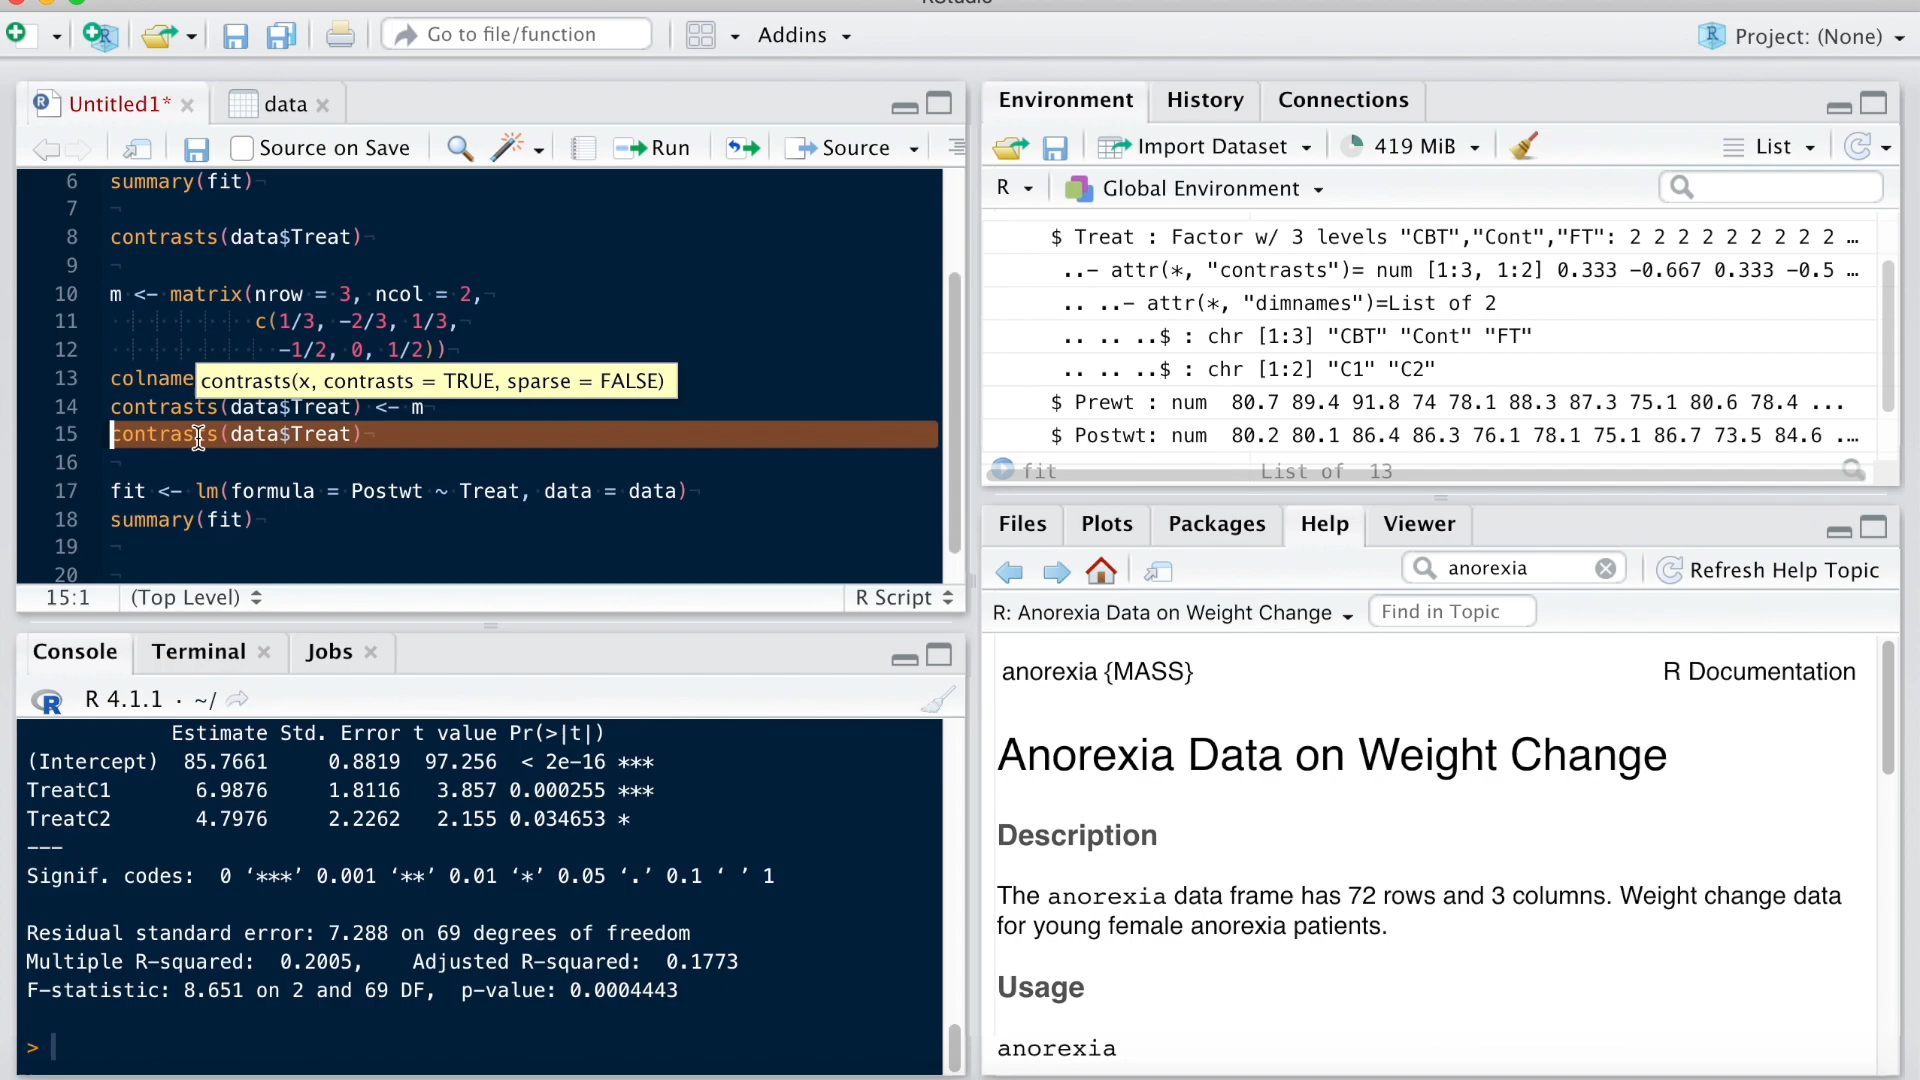 RStudio
Go to file/function
Addins
Project: (None)
Untitled1*
data
Source on Save
Run
Source
6 summary(fit)
7
8 contrasts(data$Treat)
9
10 m <- matrix(nrow = 3, ncol = 2,
11 c(1/3, -2/3, 1/3,
12 -1/2, 0, 1/2))
13 colname
contrasts(x, contrasts = TRUE, sparse = FALSE)
14 contrasts(data$Treat) <- m
15 contrasts(data$Treat)
16
17 fit <- lm(formula = Postwt ~ Treat, data = data)
18 summary(fit)
19
20
15:1 (Top Level) R Script
Console Terminal Jobs
R 4.1.1 · ~/
Estimate Std. Error t value Pr(>|t|)
(Intercept) 85.7661 0.8819 97.256 < 2e-16 ***
TreatC1 6.9876 1.8116 3.857 0.000255 ***
TreatC2 4.7976 2.2262 2.155 0.034653 *
---
Signif. codes: 0 ‘***’ 0.001 ‘**’ 0.01 ‘*’ 0.05 ‘.’ 0.1 ‘ ’ 1
Residual standard error: 7.288 on 69 degrees of freedom
Multiple R-squared: 0.2005, Adjusted R-squared: 0.1773
F-statistic: 8.651 on 2 and 69 DF, p-value: 0.0004443
>
Environment History Connections
Import Dataset 419 MiB List
R Global Environment
$ Treat : Factor w/ 3 levels "CBT","Cont","FT": 2 2 2 2 2 2 2 2 2 …
..- attr(*, "contrasts")= num [1:3, 1:2] 0.333 -0.667 0.333 -0.5 …
.. ..- attr(*, "dimnames")=List of 2
.. .. ..$ : chr [1:3] "CBT" "Cont" "FT"
.. .. ..$ : chr [1:2] "C1" "C2"
$ Prewt : num 80.7 89.4 91.8 74 78.1 88.3 87.3 75.1 80.6 78.4 ...
$ Postwt: num 80.2 80.1 86.4 86.3 76.1 78.1 75.1 86.7 73.5 84.6 .…
fit List of 13
Files Plots Packages Help Viewer
anorexia
Refresh Help Topic
R: Anorexia Data on Weight Change
Find in Topic
anorexia {MASS} R Documentation
Anorexia Data on Weight Change
Description
The anorexia data frame has 72 rows and 3 columns. Weight change data
for young female anorexia patients.
Usage
anorexia